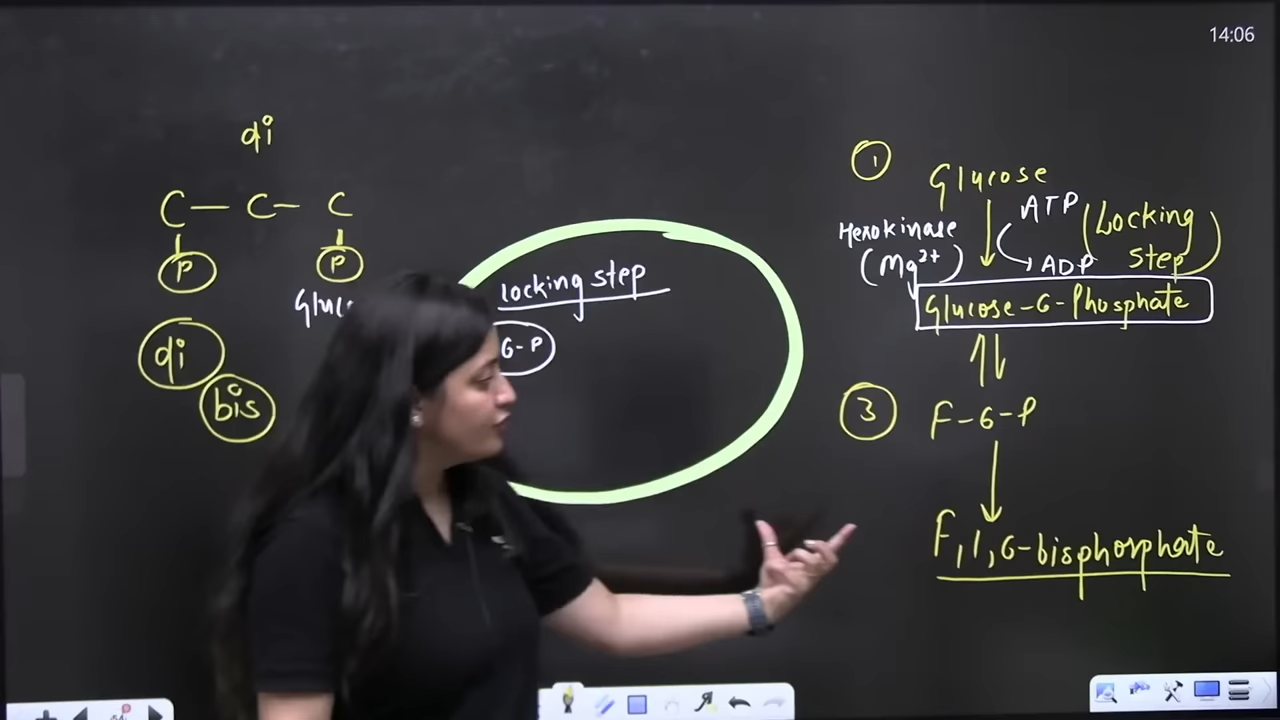 14:06
di
C — C — C
P P
di
bis
Gluco
locking step
6-P
①
Glucose
ATP
ADP
(Locking
step)
Hexokinase
(Mg²⁺)
Glucose-6-Phosphate
③
F-6-P
F,1,6-bisphosphate